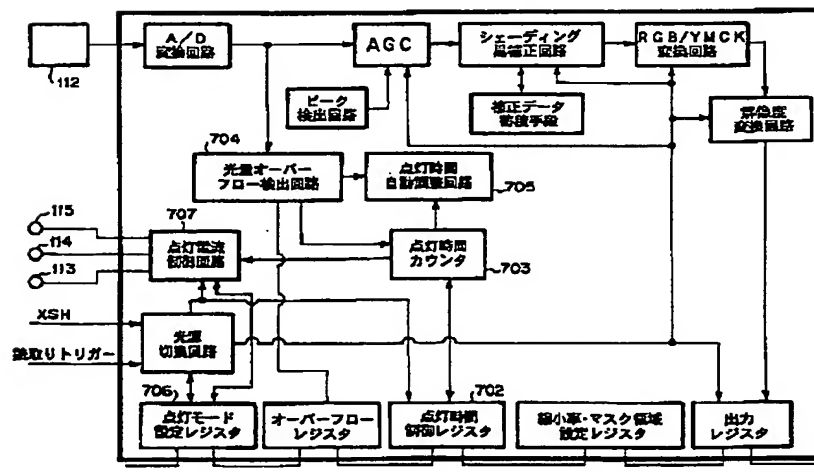 112
A/D
変換回路
AGC
シェーディング
黒補正回路
RGB/YMCK
変換回路
ピーク
検出回路
補正データ
蓄積手段
解像度
変換回路
704
光量オーバー
フロー検出回路
点灯時間
自動調整回路
705
115
114
113
707
点灯電流
制御回路
点灯時間
カウンタ
703
XSH
読取りトリガー
光源
切換回路
706
点灯モード
設定レジスタ
オーバーフロー
レジスタ
702
点灯時間
制御レジスタ
縮小率・マスク領域
設定レジスタ
出力
レジスタ